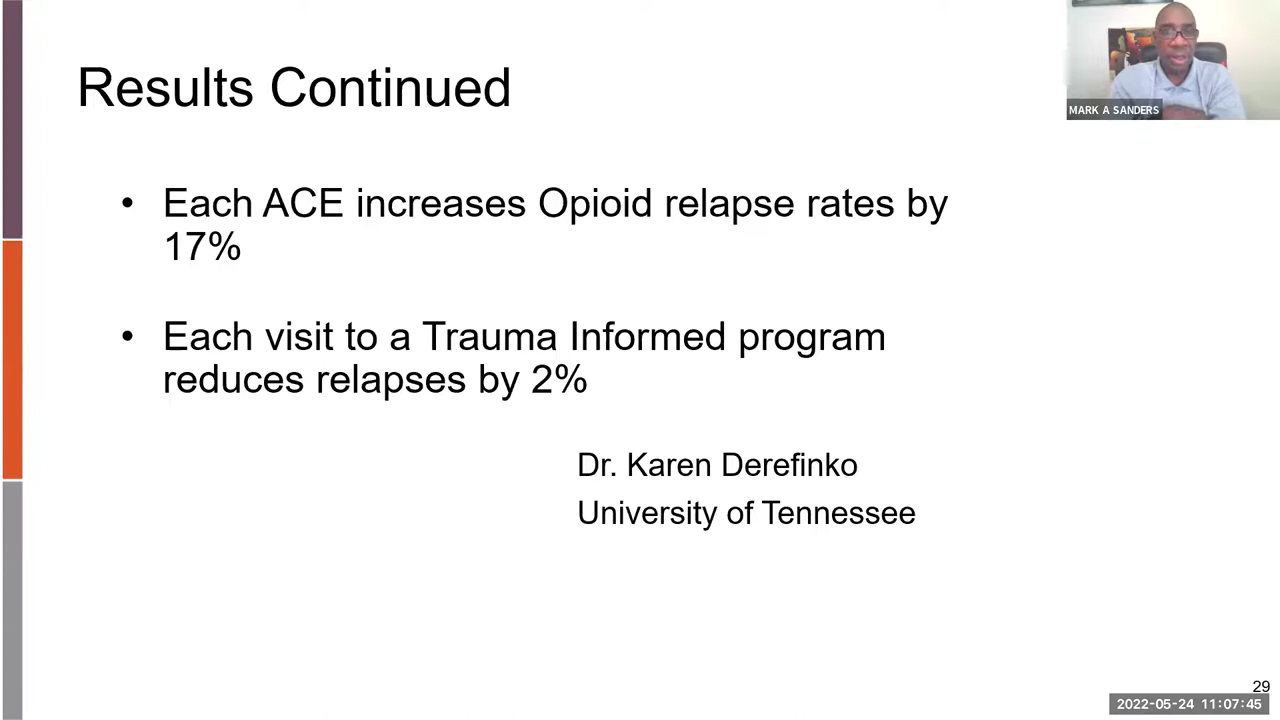 Results Continued
MARK A SANDERS
• Each ACE increases Opioid relapse rates by
17%
• Each visit to a Trauma Informed program
reduces relapses by 2%
Dr. Karen Derefinko
University of Tennessee
29
2022-05-24 11:07:45